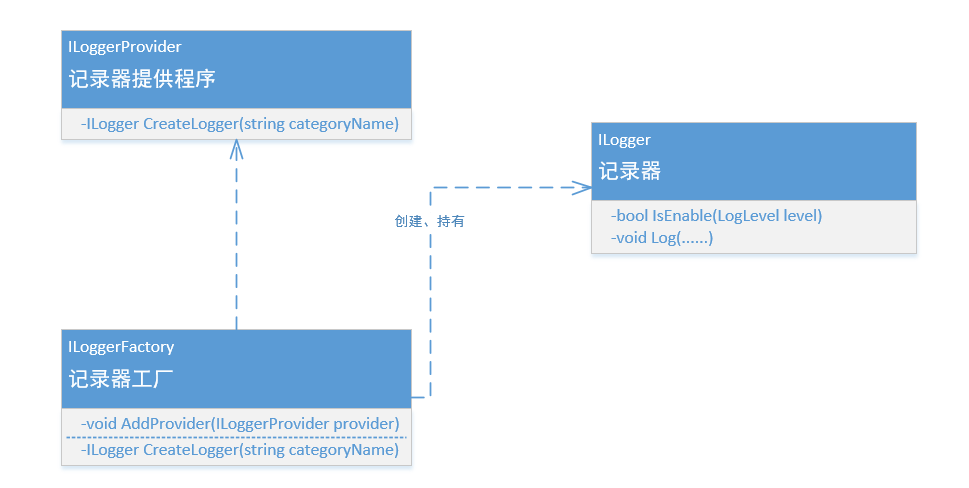 ILoggerProvider
记录器提供程序
-ILogger CreateLogger(string categoryName)
ILogger
记录器
-bool IsEnable(LogLevel level)
-void Log(......)
创建、持有
ILoggerFactory
记录器工厂
-void AddProvider(ILoggerProvider provider)
-ILogger CreateLogger(string categoryName)